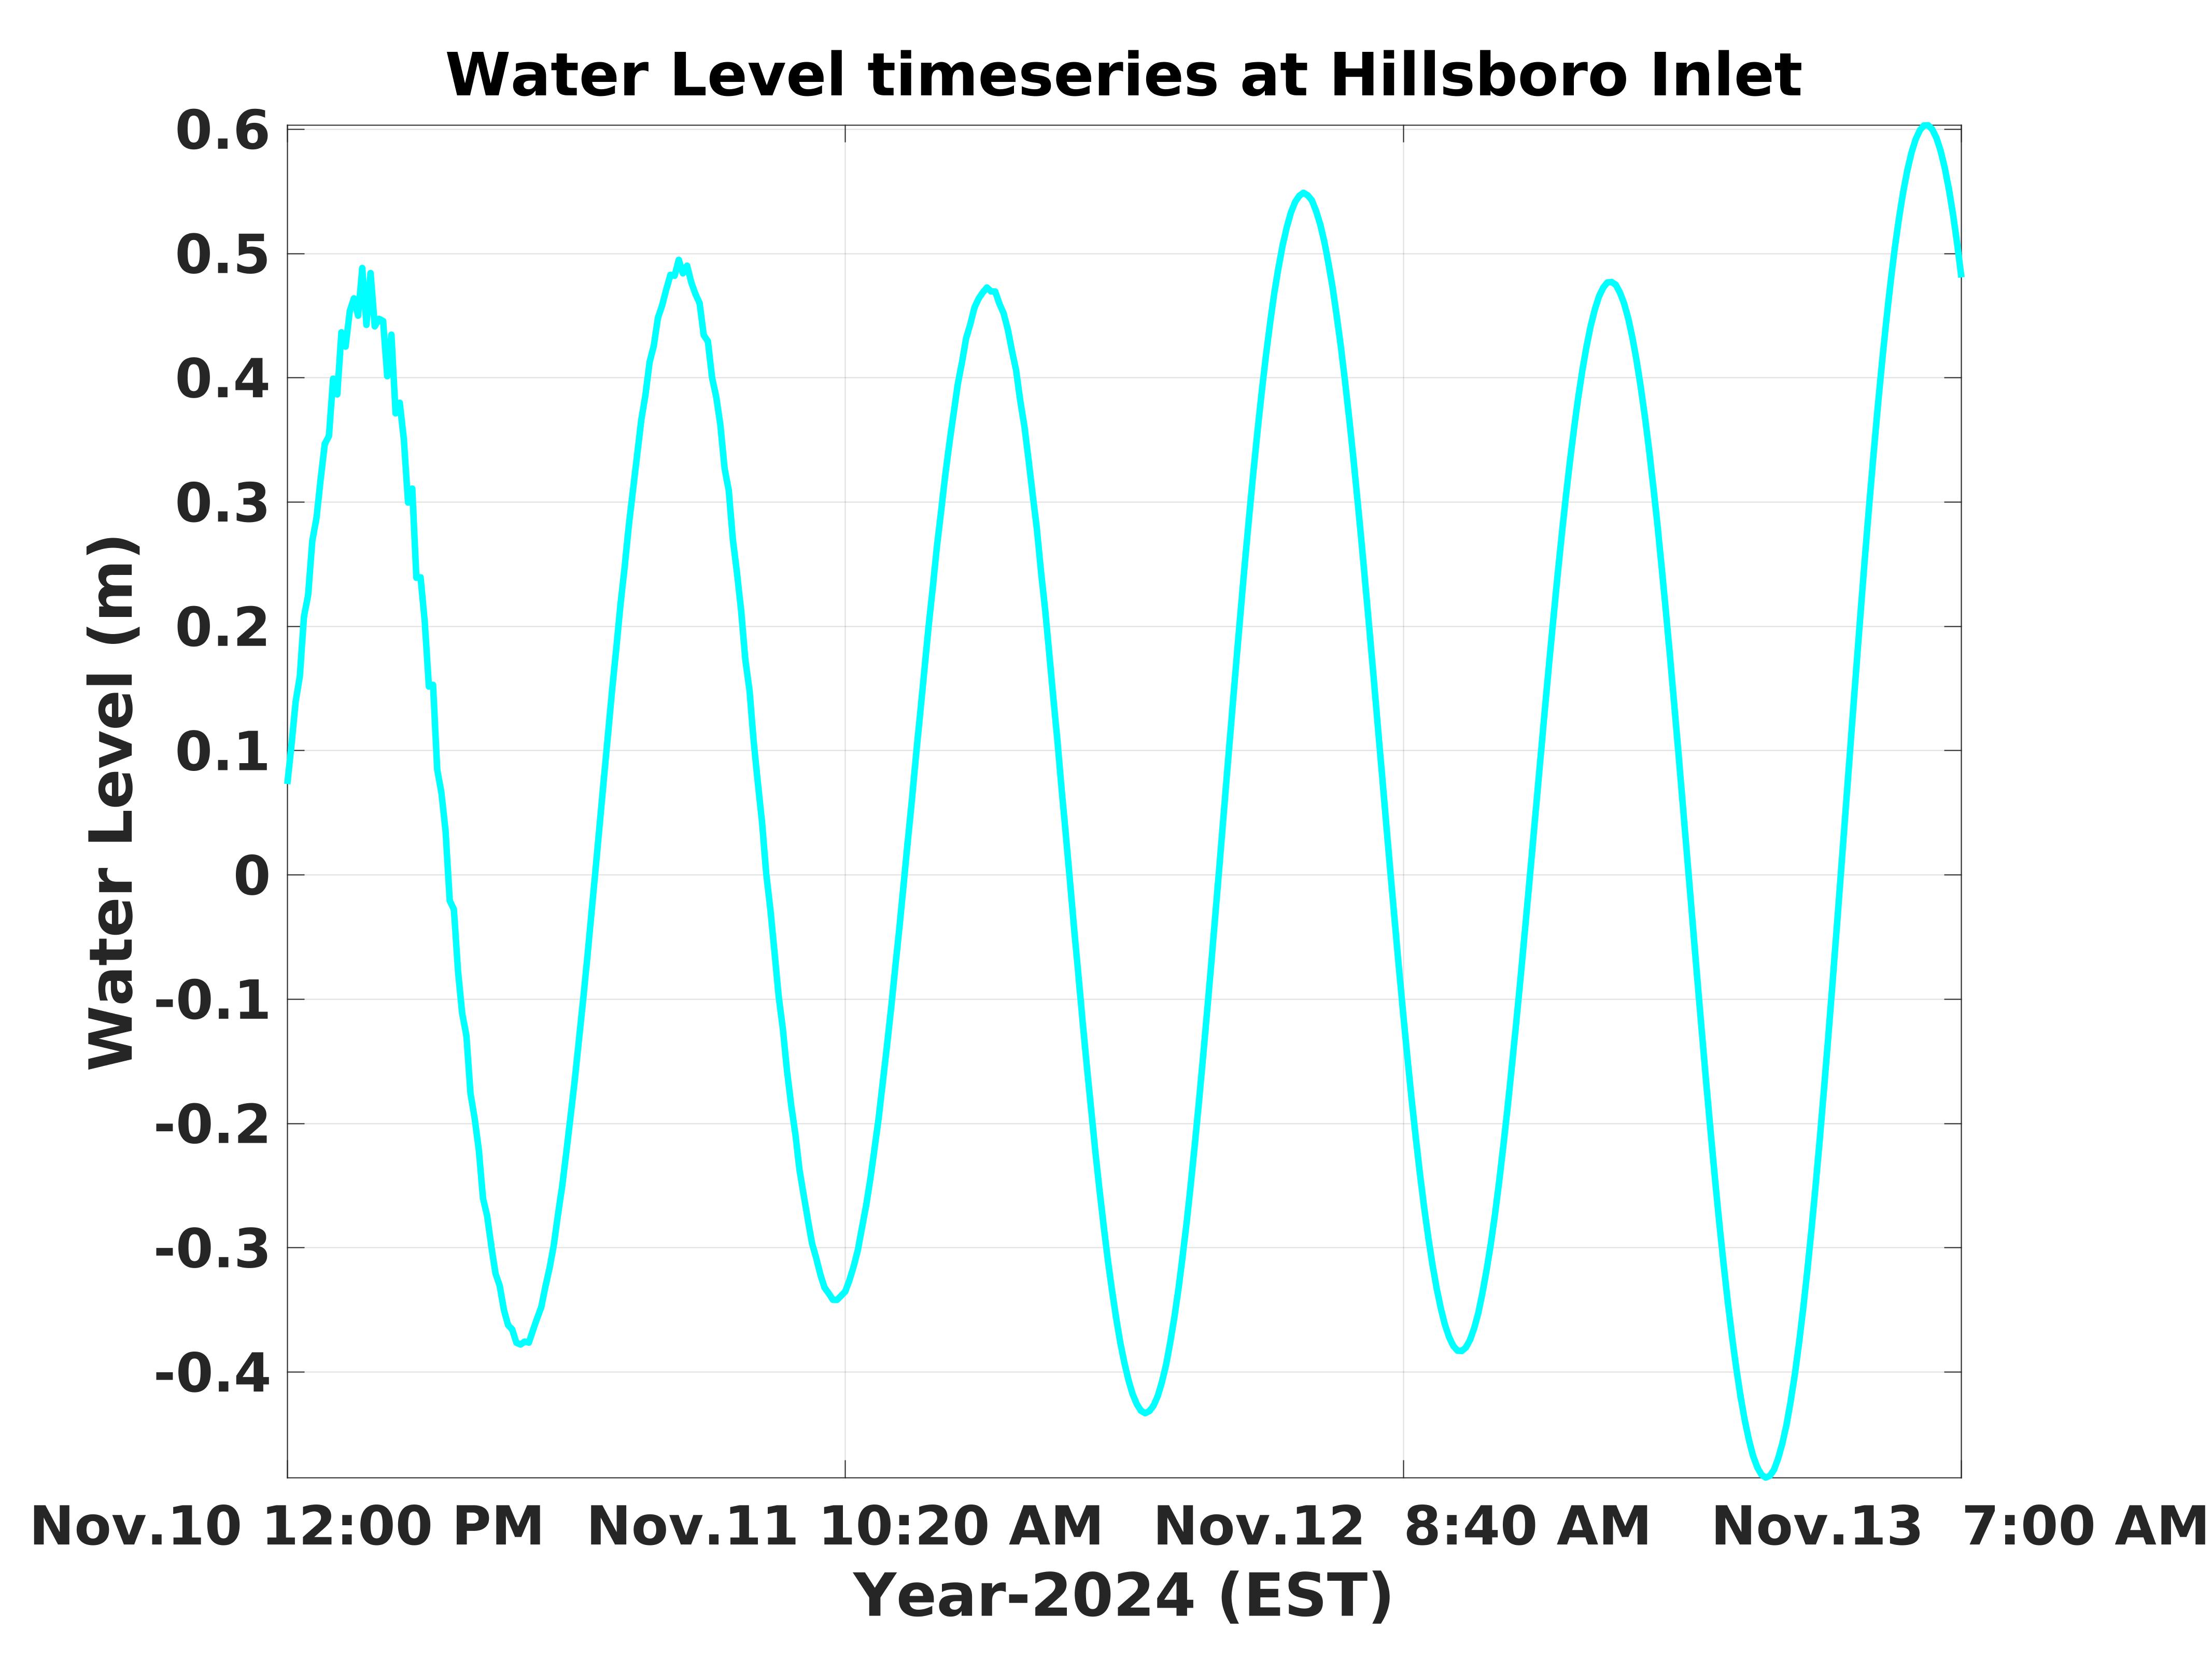 Water Level timeseries at Hillsboro Inlet
0.6
0.5
0.4
0.3
0.2
0.1
0
-0.1
-0.2
-0.3
-0.4
Water Level (m)
Nov.10 12:00 PM Nov.11 10:20 AM Nov.12 8:40 AM Nov.13 7:00 AM
Year-2024 (EST)